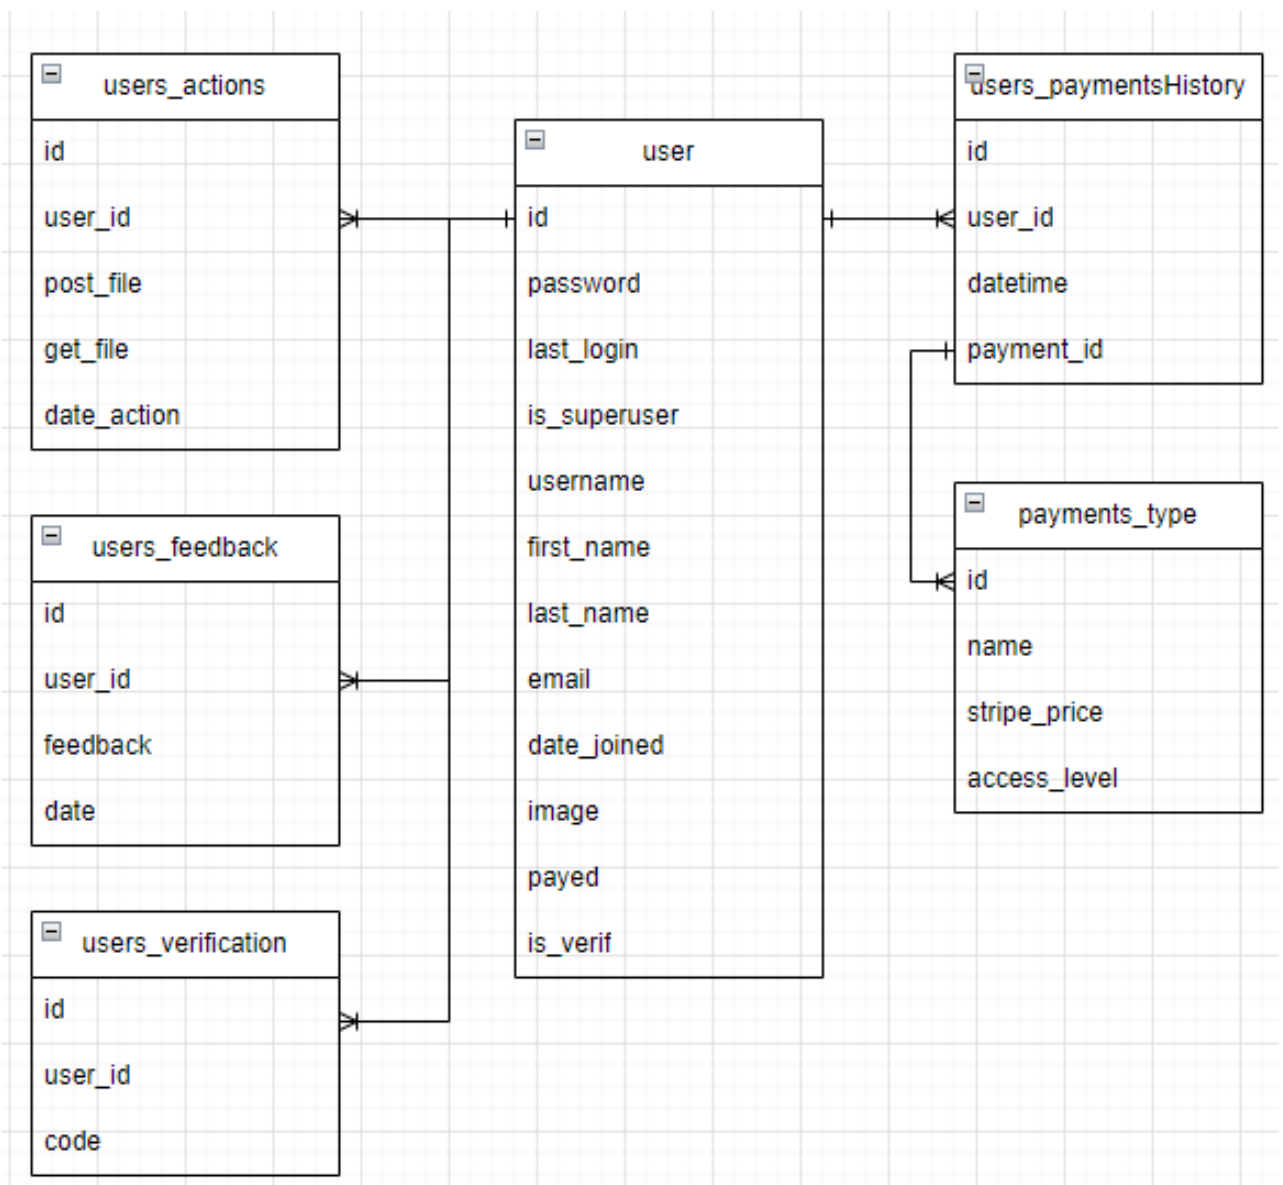 users_actions
id
user_id
post_file
get_file
date_action
users_feedback
id
user_id
feedback
date
users_verification
id
user_id
code
user
id
password
last_login
is_superuser
username
first_name
last_name
email
date_joined
image
payed
is_verif
users_paymentsHistory
id
user_id
datetime
payment_id
payments_type
id
name
stripe_price
access_level